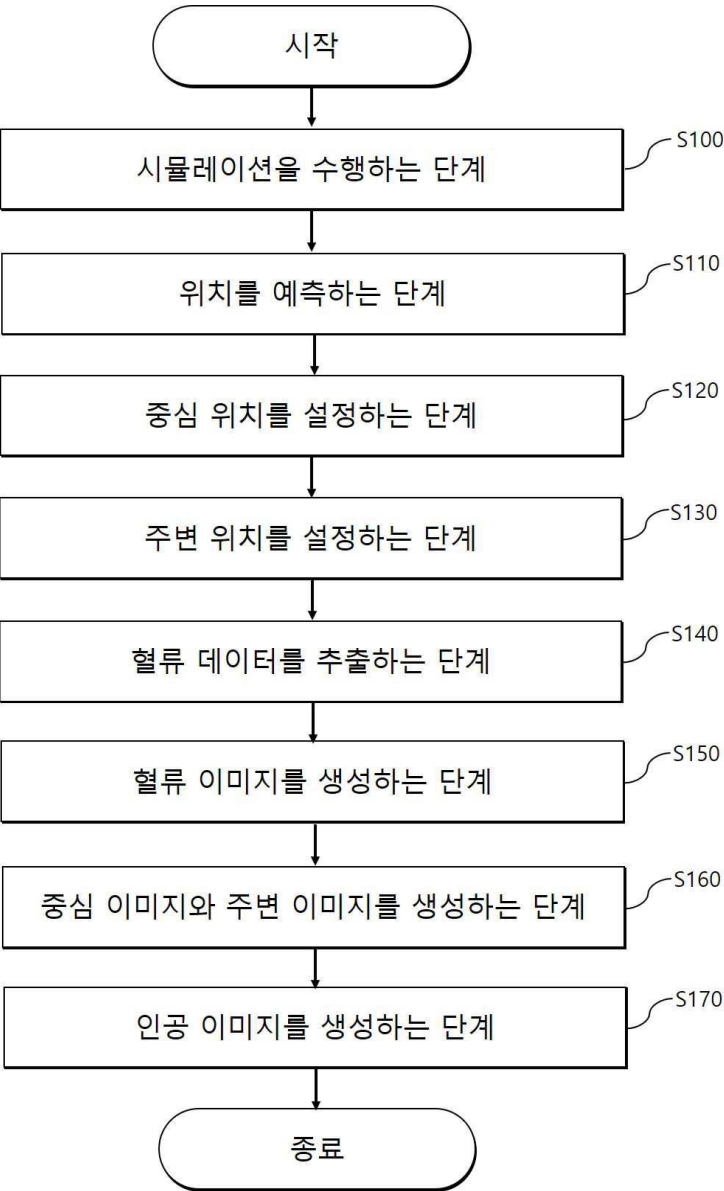 시작
시뮬레이션을 수행하는 단계
S100
위치를 예측하는 단계
S110
중심 위치를 설정하는 단계
S120
주변 위치를 설정하는 단계
S130
혈류 데이터를 추출하는 단계
S140
혈류 이미지를 생성하는 단계
S150
중심 이미지와 주변 이미지를 생성하는 단계
S160
인공 이미지를 생성하는 단계
S170
종료